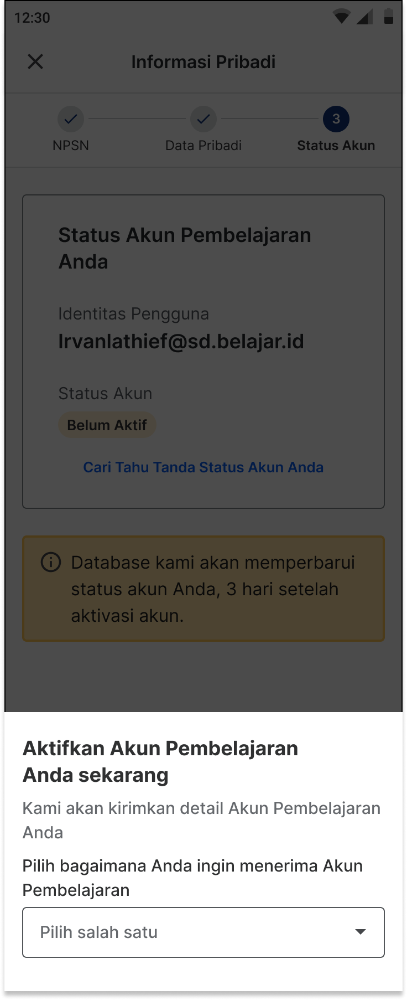 12:30
Informasi Pribadi
3
NPSN
Data Pribadi
Status Akun
Status Akun Pembelajaran
Anda
Identitas Pengguna
Irvanlathief@sd.belajar.id
Status Akun
Belum Aktif
Cari Tahu Tanda Status Akun Anda
Database kami akan memperbarui
status akun Anda, 3 hari setelah
aktivasi akun.
Aktifkan Akun Pembelajaran
Anda sekarang
Kami akan kirimkan detail Akun Pembelajaran
Anda
Pilih bagaimana Anda ingin menerima Akun
Pembelajaran
Pilih salah satu